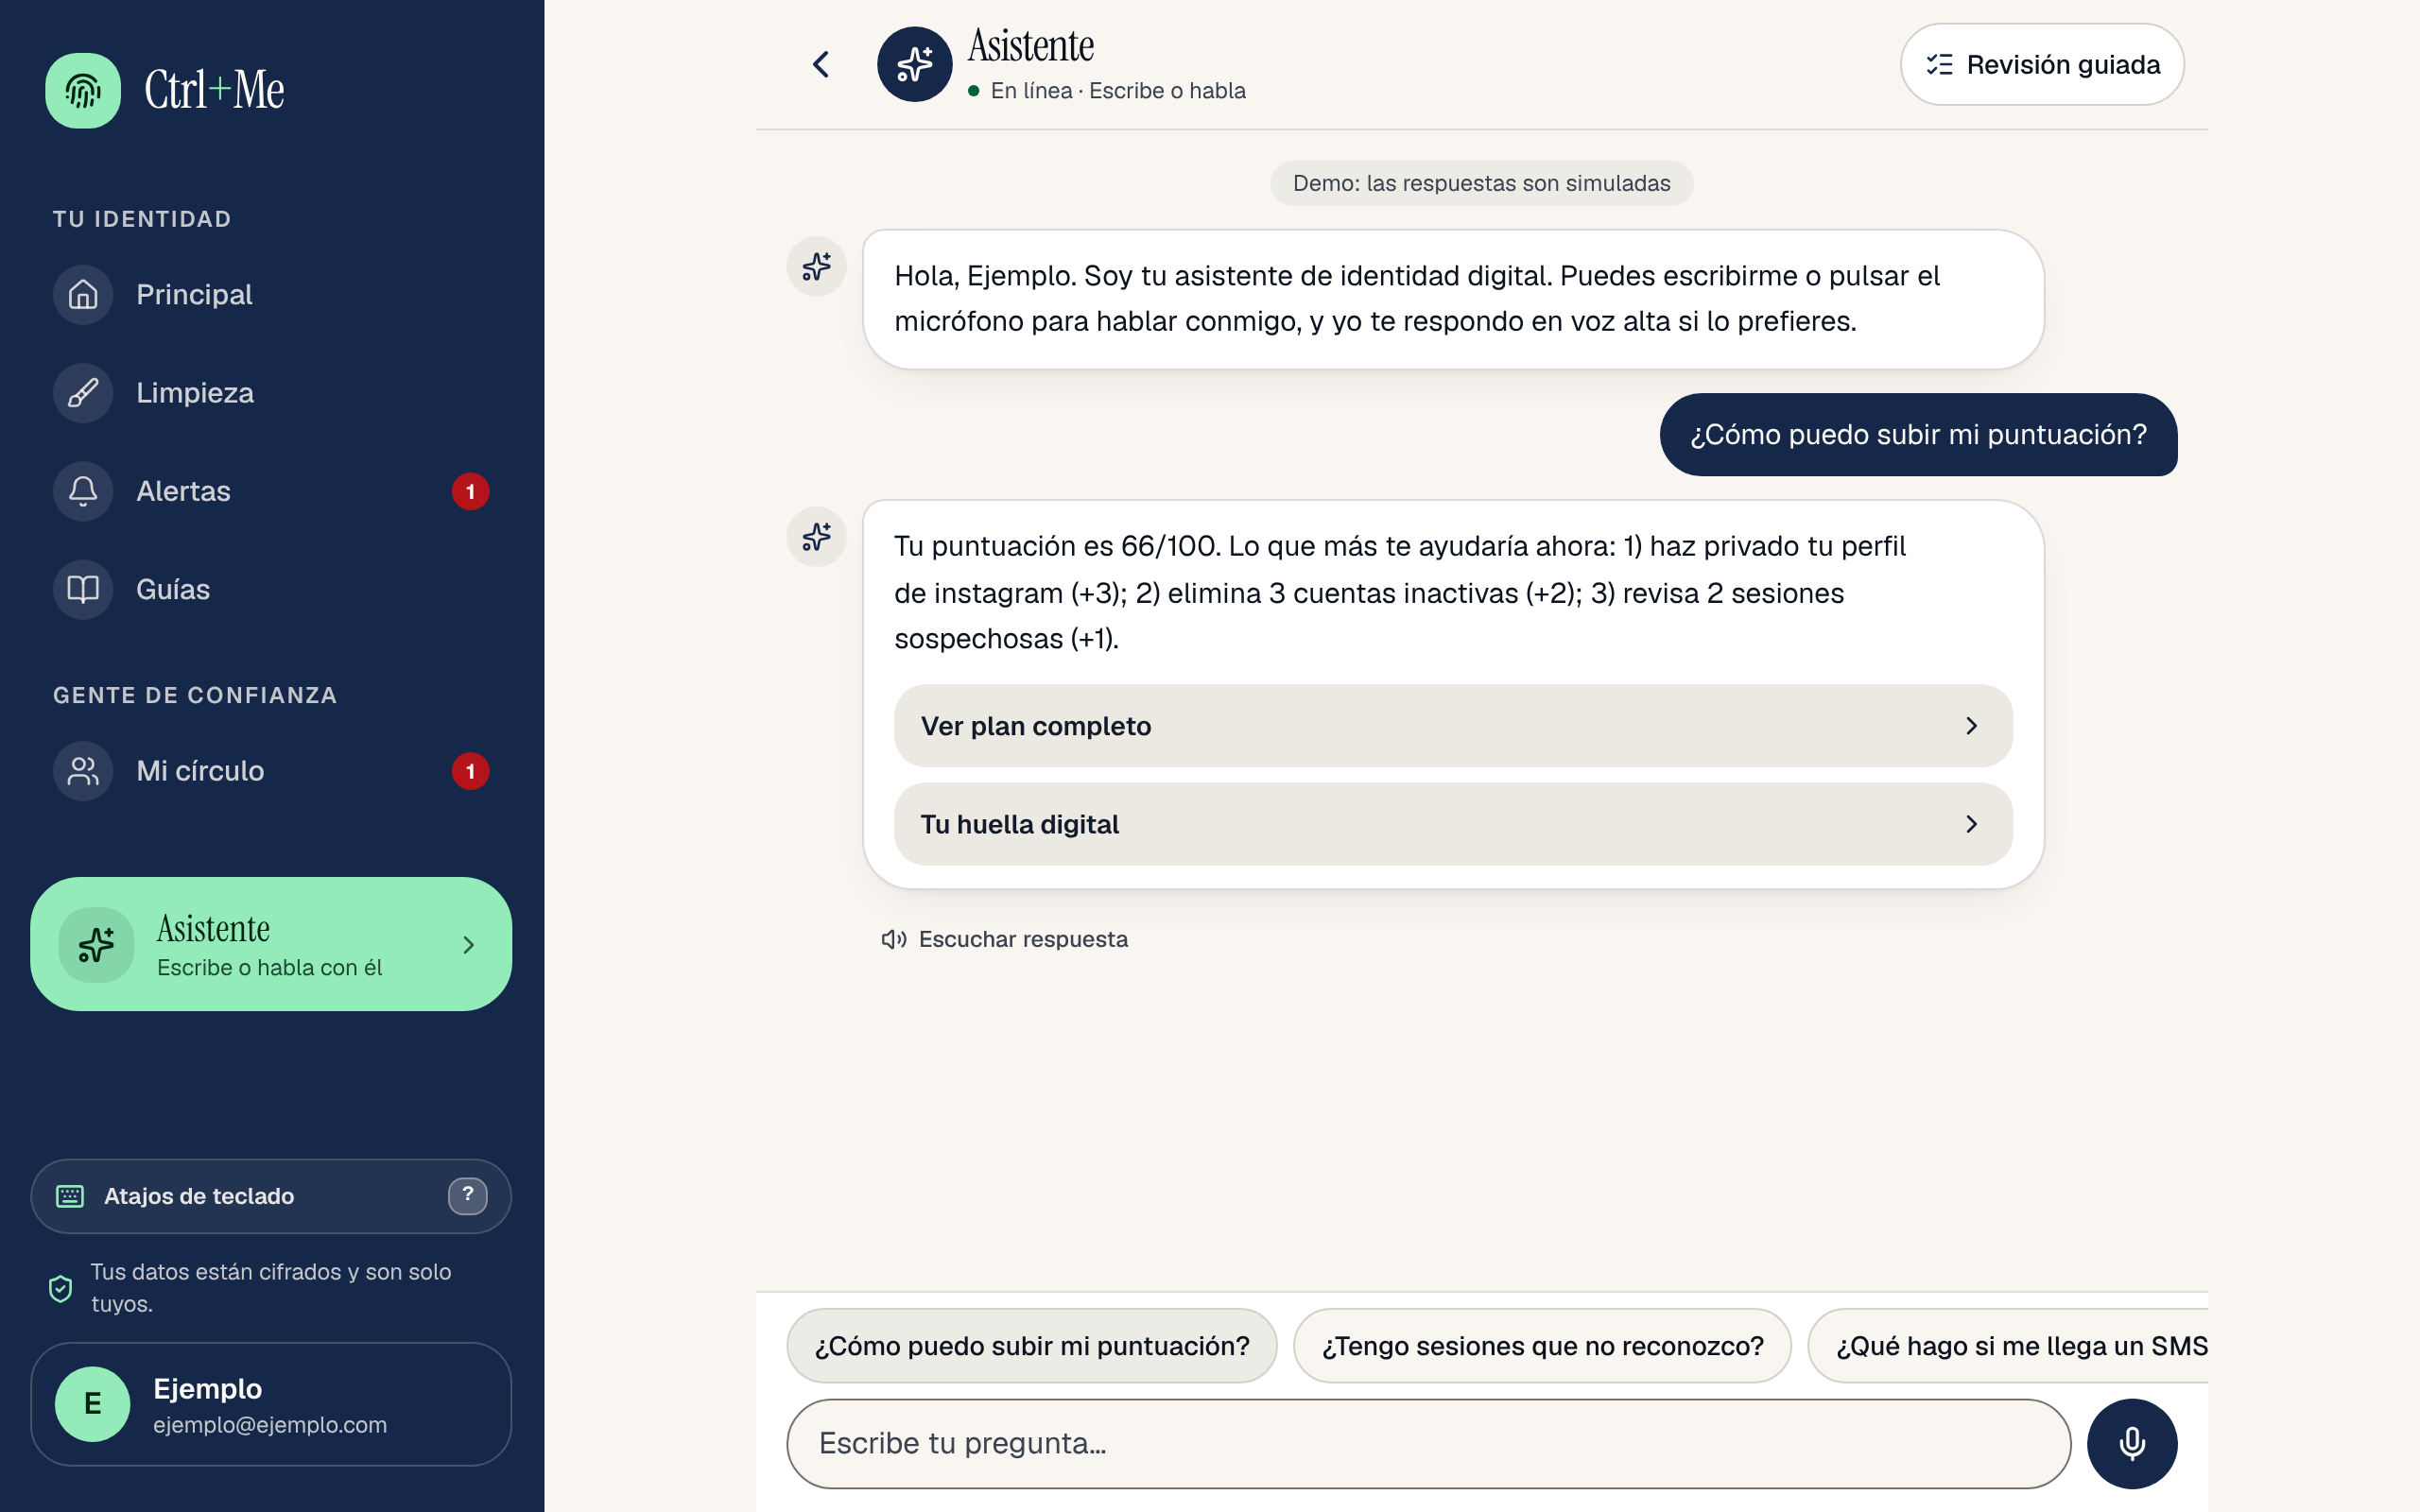 Ctrl+Me
TU IDENTIDAD
Principal
Limpieza
Alertas
1
Guías
GENTE DE CONFIANZA
Mi círculo
1
Asistente
Escribe o habla con él
Atajos de teclado
?
Tus datos están cifrados y son solo
tuyos.
E
Ejemplo
ejemplo@ejemplo.com
Asistente
En línea · Escribe o habla
Revisión guiada
Demo: las respuestas son simuladas
Hola, Ejemplo. Soy tu asistente de identidad digital. Puedes escribirme o pulsar el
micrófono para hablar conmigo, y yo te respondo en voz alta si lo prefieres.
¿Cómo puedo subir mi puntuación?
Tu puntuación es 66/100. Lo que más te ayudaría ahora: 1) haz privado tu perfil
de instagram (+3); 2) elimina 3 cuentas inactivas (+2); 3) revisa 2 sesiones
sospechosas (+1).
Ver plan completo
Tu huella digital
Escuchar respuesta
¿Cómo puedo subir mi puntuación?
¿Tengo sesiones que no reconozco?
¿Qué hago si me llega un SMS
Escribe tu pregunta...